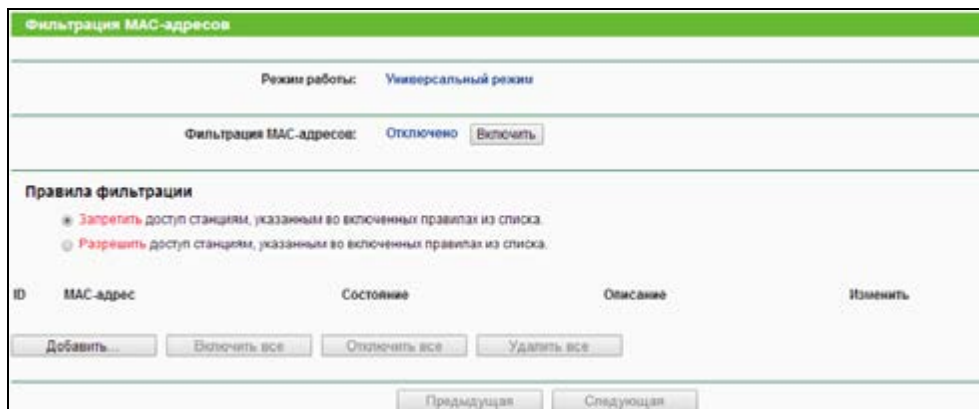 Фильтрация MAC-адресов
Режим работы: Универсальный режим
Фильтрация MAC-адресов: Отключено Включить
Правила фильтрации
Запретить доступ станциям, указанным во включенных правилах из списка.
Разрешить доступ станциям, указанным во включенных правилах из списка.
ID MAC-адрес Состояние Описание Изменить
Добавить... Включить все Отключить все Удалить все
Предыдущая Следующая